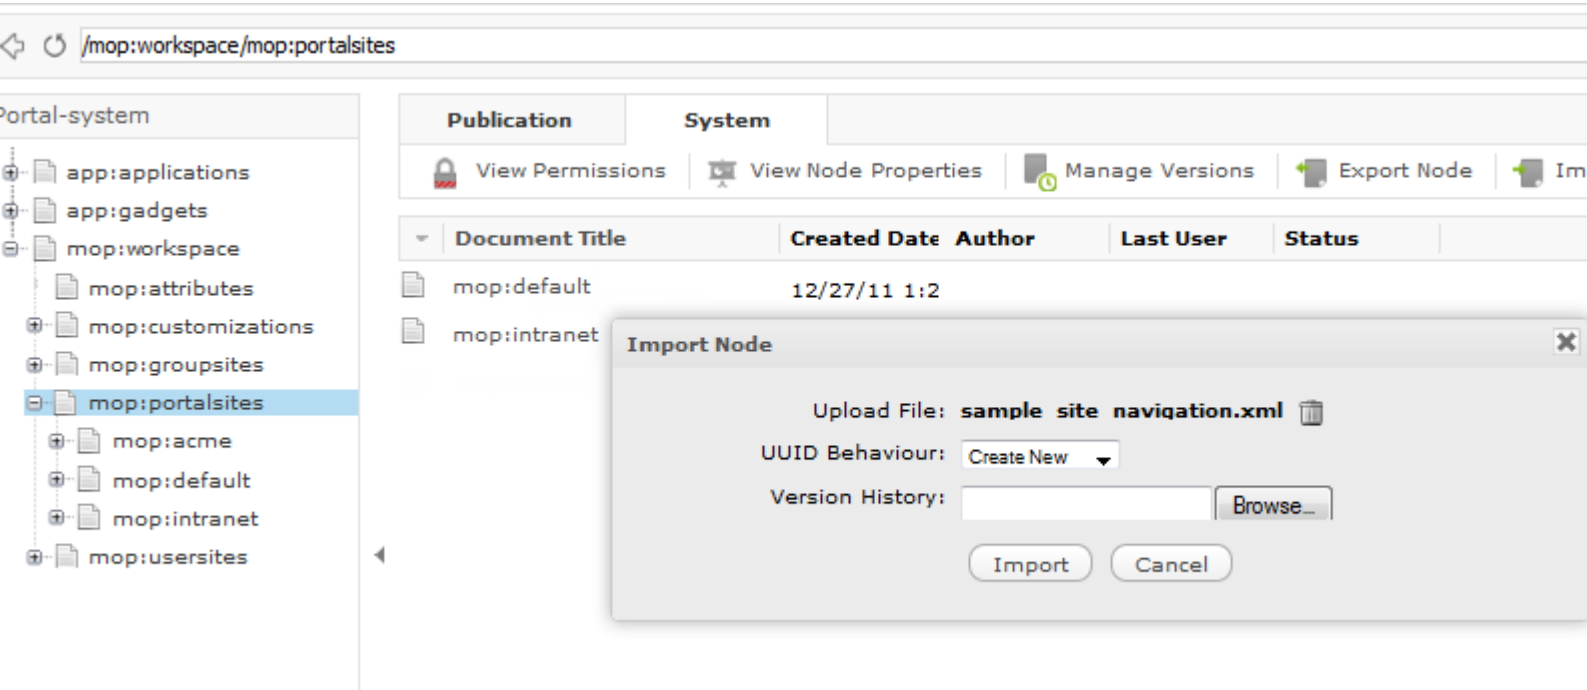 /mop:workspace/mop:portalsites
Portal-system
Publication System
View Permissions View Node Properties Manage Versions Export Node Im
app:applications
app:gadgets
mop:workspace
mop:attributes
mop:customizations
mop:groupsites
mop:portalsites
mop:acme
mop:default
mop:intranet
mop:usersites
Document Title Created Date Author Last User Status
mop:default 12/27/11 1:2
mop:intranet
Import Node
Upload File: sample_site_navigation.xml
UUID Behaviour: Create New
Version History: Browse...
Import Cancel